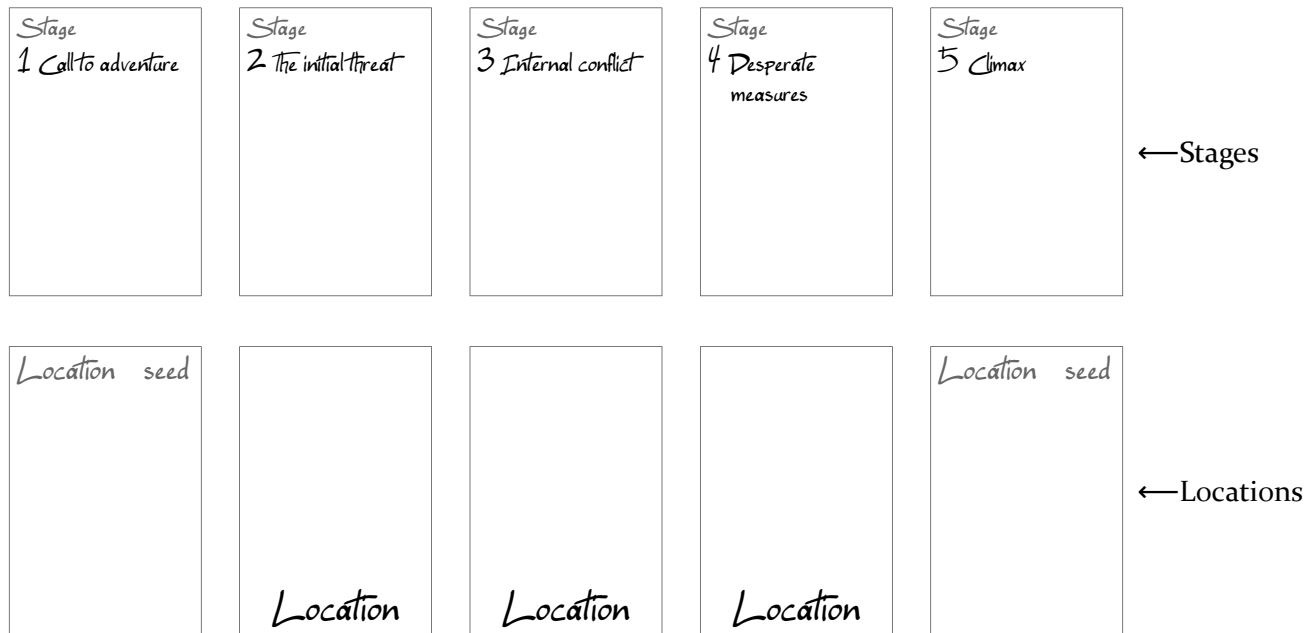 Stage
1 Call to adventure
Stage
2 The initial threat
Stage
3 Internal conflict
Stage
4 Desperate
measures
Stage
5 Climax
←Stages
Location seed
Location
Location
Location
Location seed
←Locations